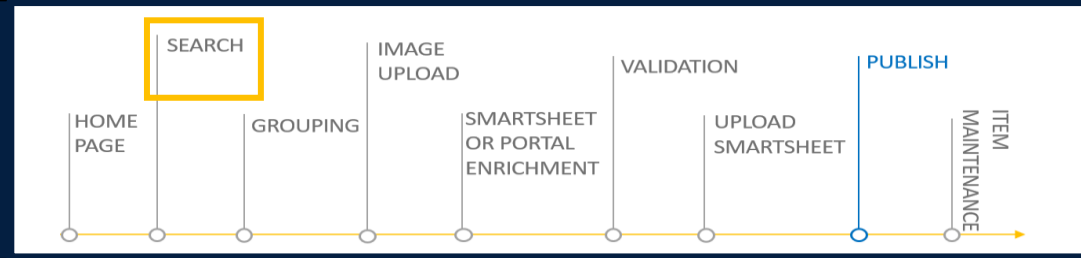 HOME
PAGE
SEARCH
GROUPING
IMAGE
UPLOAD
SMARTSHEET
OR PORTAL
ENRICHMENT
VALIDATION
UPLOAD
SMARTSHEET
PUBLISH
ITEM
MAINTENANCE